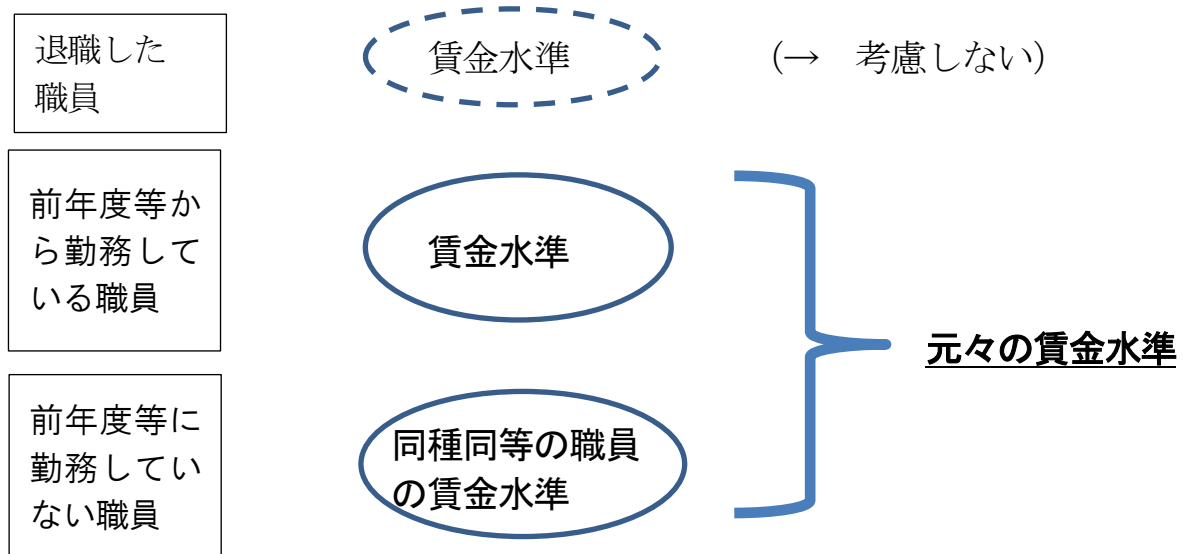 退職した
職員
賃金水準
(→　考慮しない)
前年度等か
ら勤務して
いる職員
賃金水準
元々の賃金水準
前年度等に
勤務してい
ない職員
同種同等の職員
の賃金水準